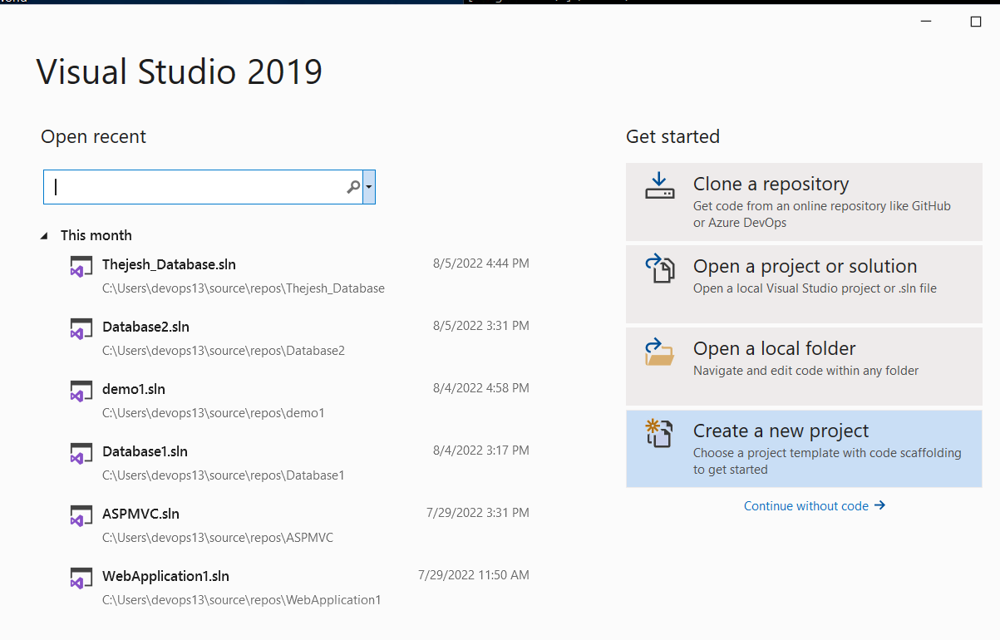 Visual Studio 2019
Open recent
This month
Thejesh_Database.sln 8/5/2022 4:44 PM
C:\Users\devops13\source\repos\Thejesh_Database
Database2.sln 8/5/2022 3:31 PM
C:\Users\devops13\source\repos\Database2
demo1.sln 8/4/2022 4:58 PM
C:\Users\devops13\source\repos\demo1
Database1.sln 8/4/2022 3:17 PM
C:\Users\devops13\source\repos\Database1
ASPMVC.sln 7/29/2022 3:31 PM
C:\Users\devops13\source\repos\ASPMVC
WebApplication1.sln 7/29/2022 11:50 AM
C:\Users\devops13\source\repos\WebApplication1
Get started
Clone a repository
Get code from an online repository like GitHub
or Azure DevOps
Open a project or solution
Open a local Visual Studio project or .sln file
Open a local folder
Navigate and edit code within any folder
Create a new project
Choose a project template with code scaffolding
to get started
Continue without code